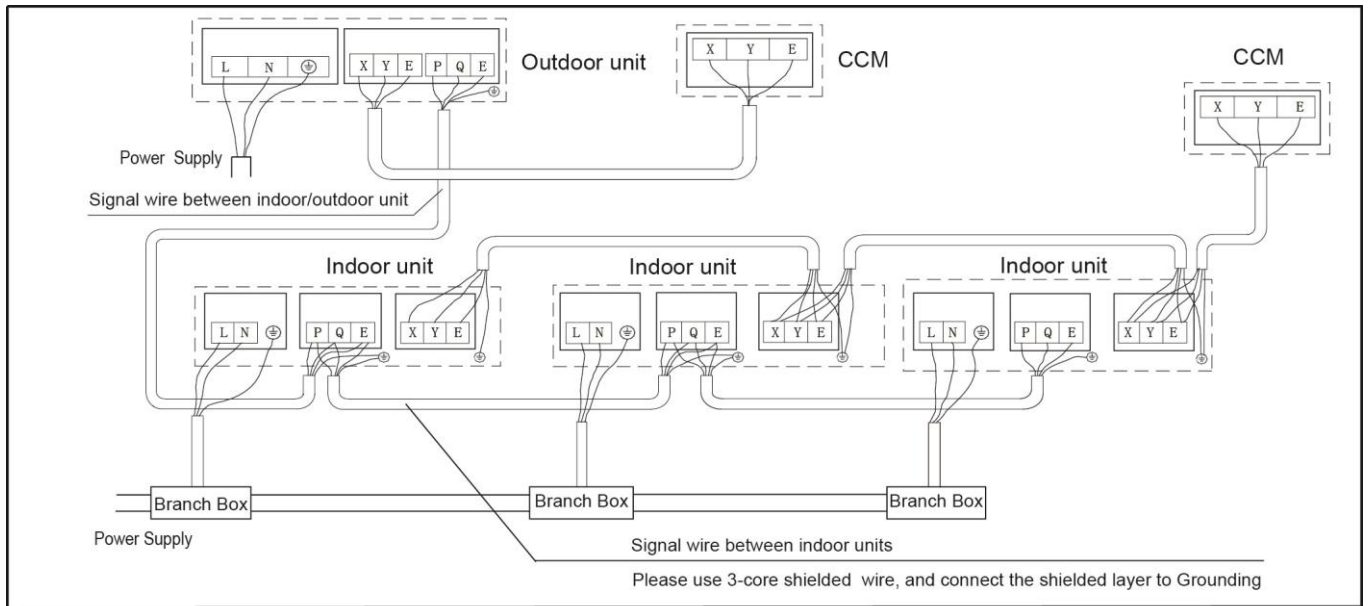 L N
X Y E P Q E
Outdoor unit
X Y E
CCM
CCM
X Y E
Power Supply
Signal wire between indoor/outdoor unit
Indoor unit
Indoor unit
Indoor unit
L N
P Q E
X Y E
L N
P Q E
X Y E
L N
P Q E
X Y E
Branch Box
Branch Box
Branch Box
Power Supply
Signal wire between indoor units
Please use 3-core shielded wire, and connect the shielded layer to Grounding